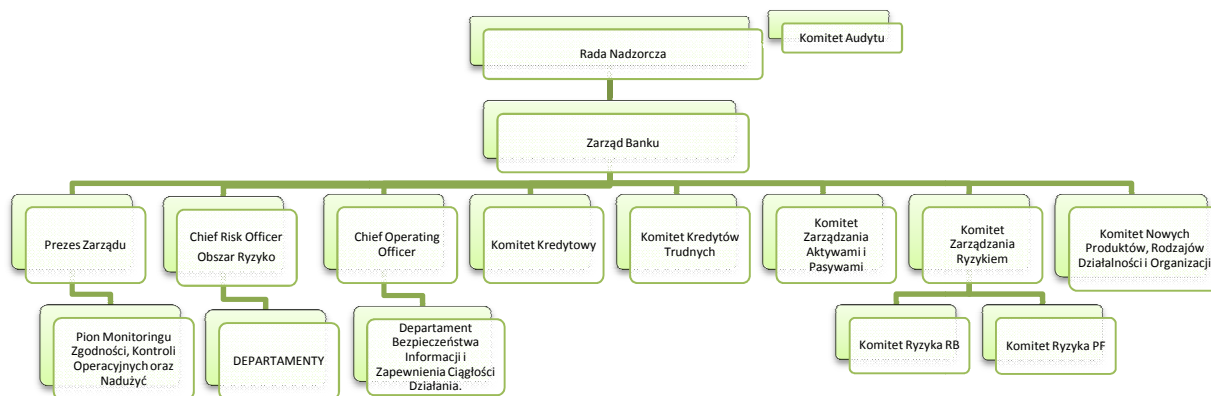 Komitet Audytu
Rada Nadzorcza
Zarząd Banku
Prezes Zarządu
Chief Risk Officer
Obszar Ryzyko
Chief Operating
Officer
Komitet Kredytowy
Komitet Kredytów
Trudnych
Komitet
Zarządzania
Aktywami i
Pasywami
Komitet
Zarządzania
Ryzykiem
Komitet Nowych
Produktów, Rodzajów
Działalności i Organizacji
Pion Monitoringu
Zgodności, Kontroli
Operacyjnych oraz
Nadużyć
DEPARTAMENTY
Departament
Bezpieczeństwa
Informacji i
Zapewnienia Ciągłości
Działania.
Komitet Ryzyka RB
Komitet Ryzyka PF